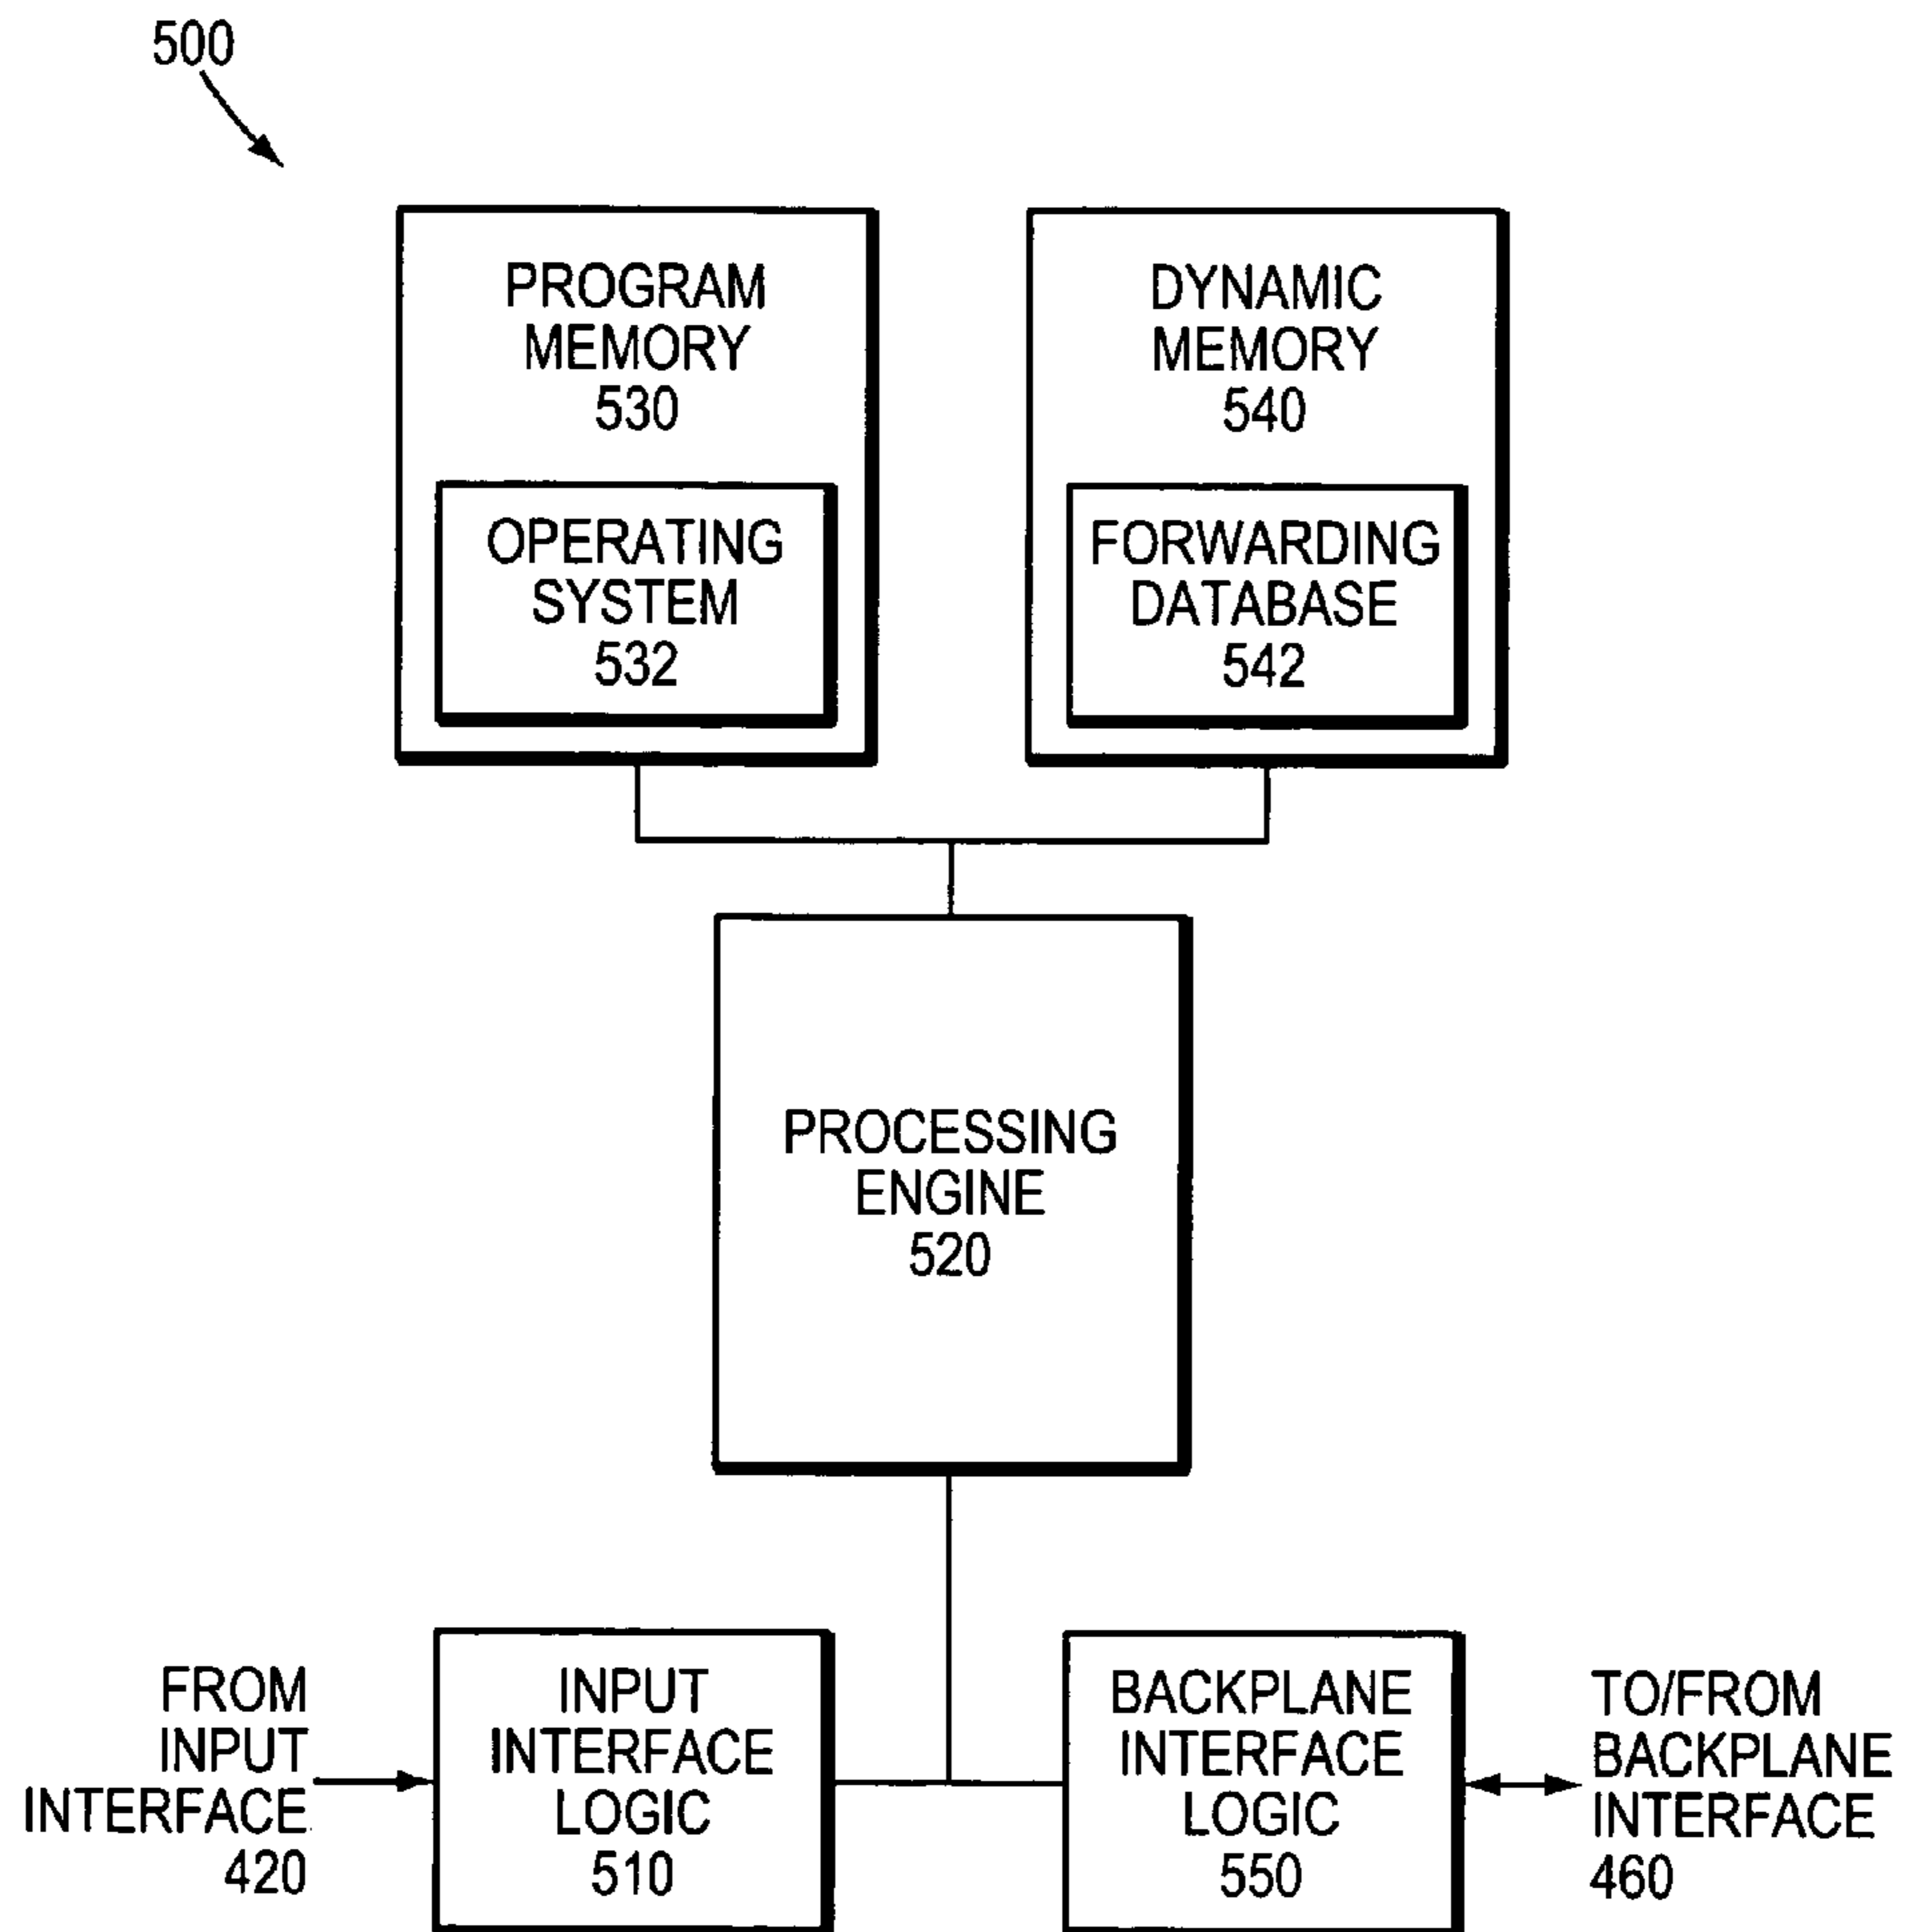 500
PROGRAM
MEMORY
530
OPERATING
SYSTEM
532
DYNAMIC
MEMORY
540
FORWARDING
DATABASE
542
PROCESSING
ENGINE
520
FROM
INPUT
INTERFACE
420
INPUT
INTERFACE
LOGIC
510
BACKPLANE
INTERFACE
LOGIC
550
TO/FROM
BACKPLANE
INTERFACE
460